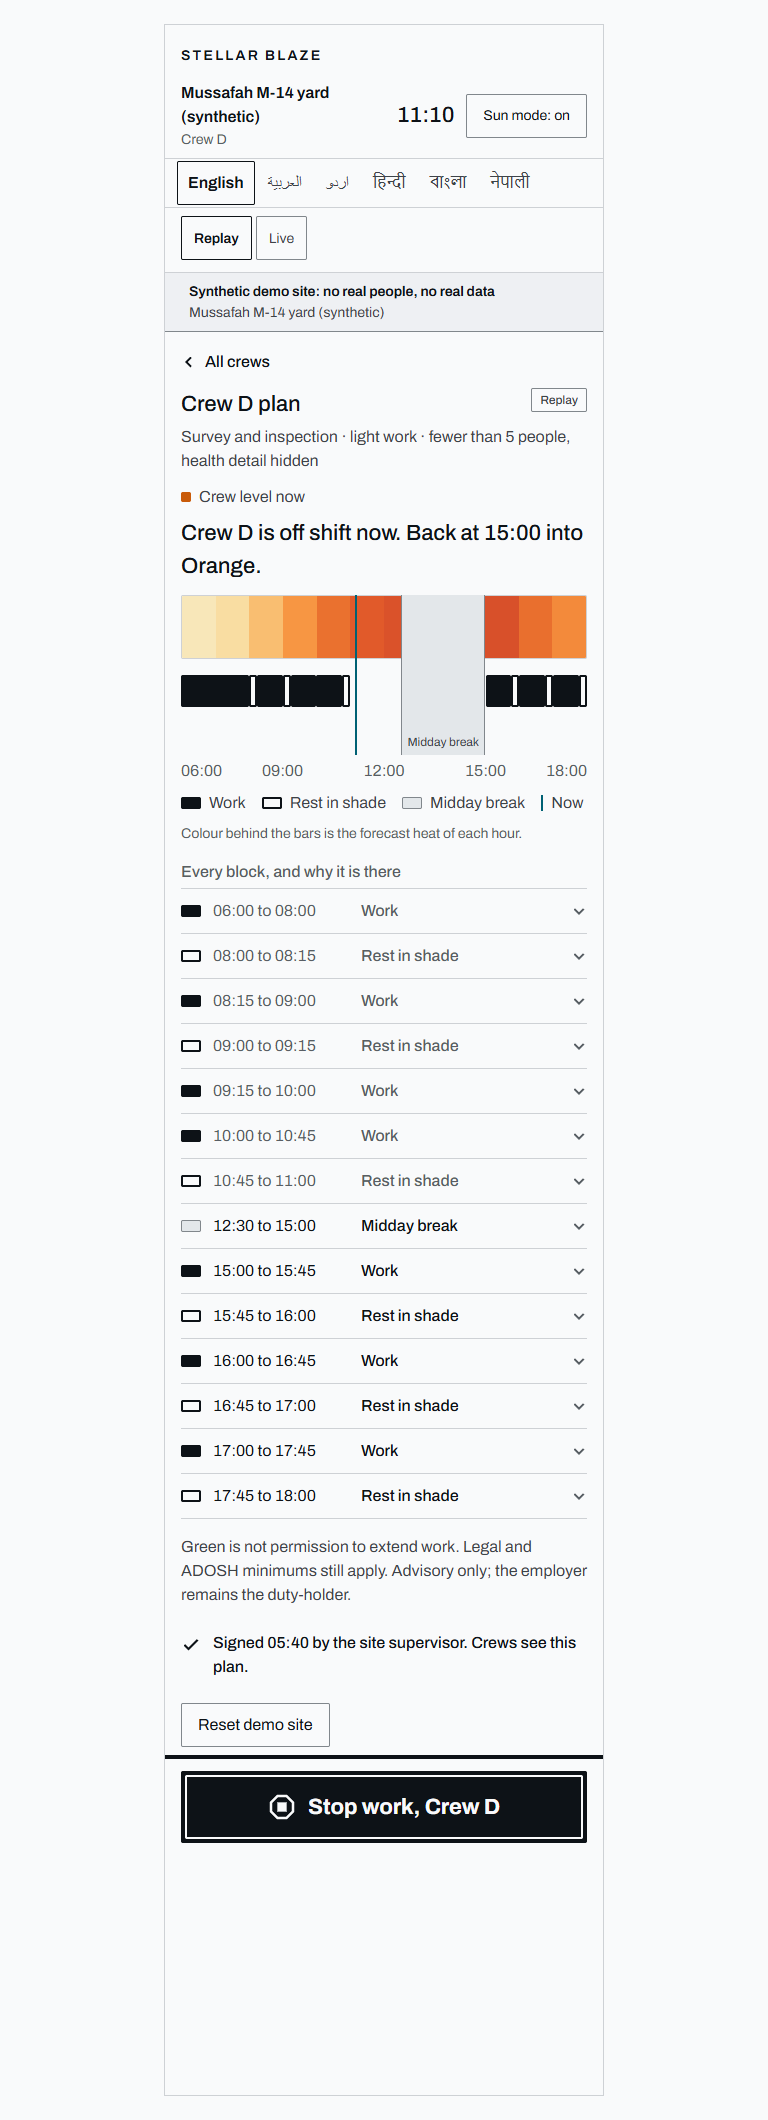 STELLAR BLAZE
Mussafah M-14 yard
(synthetic)
Crew D
11:10
Sun mode: on
English العربية اردو हिन्दी বাংলা नेपाली
Replay Live
Synthetic demo site: no real people, no real data
Mussafah M-14 yard (synthetic)
All crews
Crew D plan
Replay
Survey and inspection · light work · fewer than 5 people,
health detail hidden
Crew level now
Crew D is off shift now. Back at 15:00 into
Orange.
Midday break
06:00 09:00 12:00 15:00 18:00
Work Rest in shade Midday break Now
Colour behind the bars is the forecast heat of each hour.
Every block, and why it is there
06:00 to 08:00 Work
08:00 to 08:15 Rest in shade
08:15 to 09:00 Work
09:00 to 09:15 Rest in shade
09:15 to 10:00 Work
10:00 to 10:45 Work
10:45 to 11:00 Rest in shade
12:30 to 15:00 Midday break
15:00 to 15:45 Work
15:45 to 16:00 Rest in shade
16:00 to 16:45 Work
16:45 to 17:00 Rest in shade
17:00 to 17:45 Work
17:45 to 18:00 Rest in shade
Green is not permission to extend work. Legal and
ADOSH minimums still apply. Advisory only; the employer
remains the duty-holder.
Signed 05:40 by the site supervisor. Crews see this
plan.
Reset demo site
Stop work, Crew D